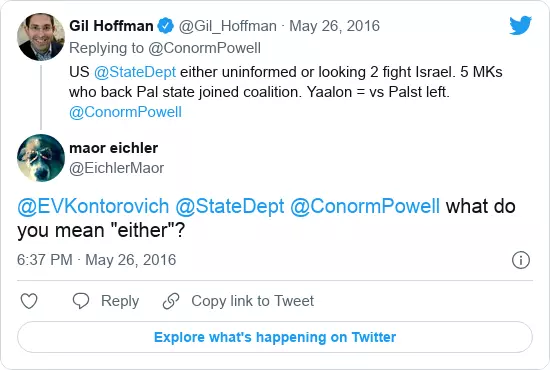 Gil Hoffman @Gil_Hoffman · May 26, 2016
Replying to @ConormPowell
US @StateDept either uninformed or looking 2 fight Israel. 5 MKs
who back Pal state joined coalition. Yaalon = vs Palst left.
@ConormPowell
maor eichler
@EichlerMaor
@EVKontorovich @StateDept @ConormPowell what do
you mean "either"?
6:37 PM · May 26, 2016
Reply
Copy link to Tweet
Explore what's happening on Twitter